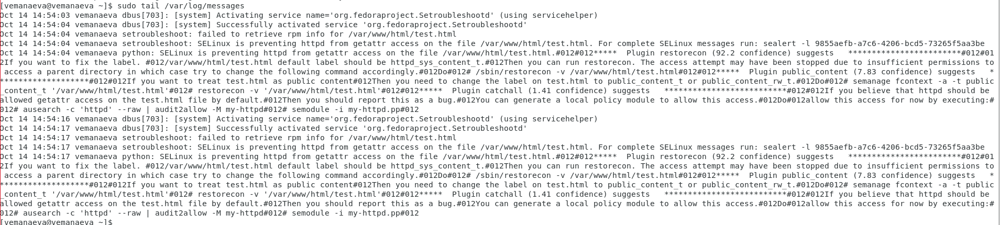 [vemanaeva@vemanaeva ~]$ sudo tail /var/log/messages
Oct 14 14:54:03 vemanaeva dbus[703]: [system] Activating service name='org.fedoraproject.Setroubleshootd' (using servicehelper)
Oct 14 14:54:04 vemanaeva dbus[703]: [system] Successfully activated service 'org.fedoraproject.Setroubleshootd'
Oct 14 14:54:04 vemanaeva setroubleshoot: failed to retrieve rpm info for /var/www/html/test.html
Oct 14 14:54:04 vemanaeva setroubleshoot: SELinux is preventing httpd from getattr access on the file /var/www/html/test.html. For complete SELinux messages run: sealert -l 9855aefb-a7c6-4206-bcd5-73265f5aa3be
Oct 14 14:54:04 vemanaeva python: SELinux is preventing httpd from getattr access on the file /var/www/html/test.html.#012#012*****  Plugin restorecon (92.2 confidence) suggests   ************************#012#01
2If you want to fix the label. #012/var/www/html/test.html default label should be httpd_sys_content_t.#012Then you can run restorecon. The access attempt may have been stopped due to insufficient permissions to
 access a parent directory in which case try to change the following command accordingly.#012Do#012# /sbin/restorecon -v /var/www/html/test.html#012#012*****  Plugin public_content (7.83 confidence) suggests   *
*******************#012#012If you want to treat test.html as public content#012Then you need to change the label on test.html to public_content_t or public_content_rw_t.#012Do#012# semanage fcontext -a -t public
_content_t '/var/www/html/test.html'#012# restorecon -v '/var/www/html/test.html'#012#012*****  Plugin catchall (1.41 confidence) suggests   **************************#012#012If you believe that httpd should be
allowed getattr access on the test.html file by default.#012Then you should report this as a bug.#012You can generate a local policy module to allow this access.#012Do#012allow this access for now by executing:#
012# ausearch -c 'httpd' --raw | audit2allow -M my-httpd#012# semodule -i my-httpd.pp#012
Oct 14 14:54:16 vemanaeva dbus[703]: [system] Activating service name='org.fedoraproject.Setroubleshootd' (using servicehelper)
Oct 14 14:54:17 vemanaeva dbus[703]: [system] Successfully activated service 'org.fedoraproject.Setroubleshootd'
Oct 14 14:54:17 vemanaeva setroubleshoot: failed to retrieve rpm info for /var/www/html/test.html
Oct 14 14:54:17 vemanaeva setroubleshoot: SELinux is preventing httpd from getattr access on the file /var/www/html/test.html. For complete SELinux messages run: sealert -l 9855aefb-a7c6-4206-bcd5-73265f5aa3be
Oct 14 14:54:17 vemanaeva python: SELinux is preventing httpd from getattr access on the file /var/www/html/test.html.#012#012*****  Plugin restorecon (92.2 confidence) suggests   ************************#012#01
2If you want to fix the label. #012/var/www/html/test.html default label should be httpd_sys_content_t.#012Then you can run restorecon. The access attempt may have been stopped due to insufficient permissions to
 access a parent directory in which case try to change the following command accordingly.#012Do#012# /sbin/restorecon -v /var/www/html/test.html#012#012*****  Plugin public_content (7.83 confidence) suggests   *
*******************#012#012If you want to treat test.html as public content#012Then you need to change the label on test.html to public_content_t or public_content_rw_t.#012Do#012# semanage fcontext -a -t public
_content_t '/var/www/html/test.html'#012# restorecon -v '/var/www/html/test.html'#012#012*****  Plugin catchall (1.41 confidence) suggests   **************************#012#012If you believe that httpd should be
allowed getattr access on the test.html file by default.#012Then you should report this as a bug.#012You can generate a local policy module to allow this access.#012Do#012allow this access for now by executing:#
012# ausearch -c 'httpd' --raw | audit2allow -M my-httpd#012# semodule -i my-httpd.pp#012
[vemanaeva@vemanaeva ~]$